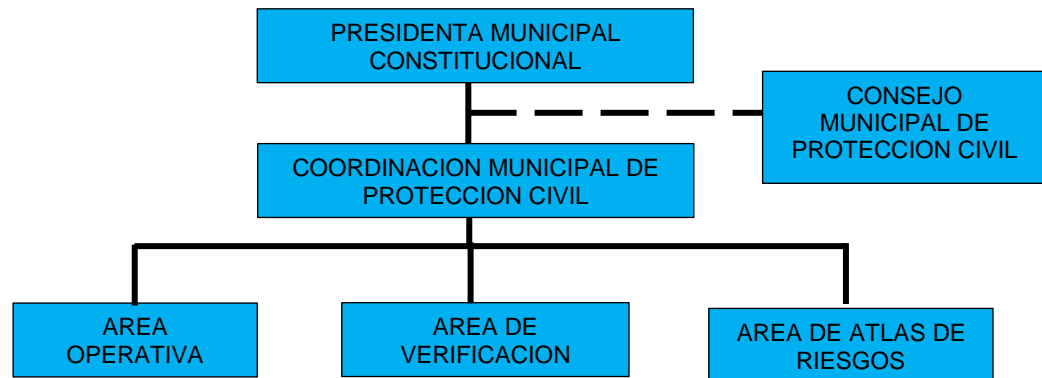 PRESIDENTA MUNICIPAL
CONSTITUCIONAL
CONSEJO
MUNICIPAL DE
PROTECCION CIVIL
COORDINACION MUNICIPAL DE
PROTECCION CIVIL
AREA
OPERATIVA
AREA DE
VERIFICACION
AREA DE ATLAS DE
RIESGOS